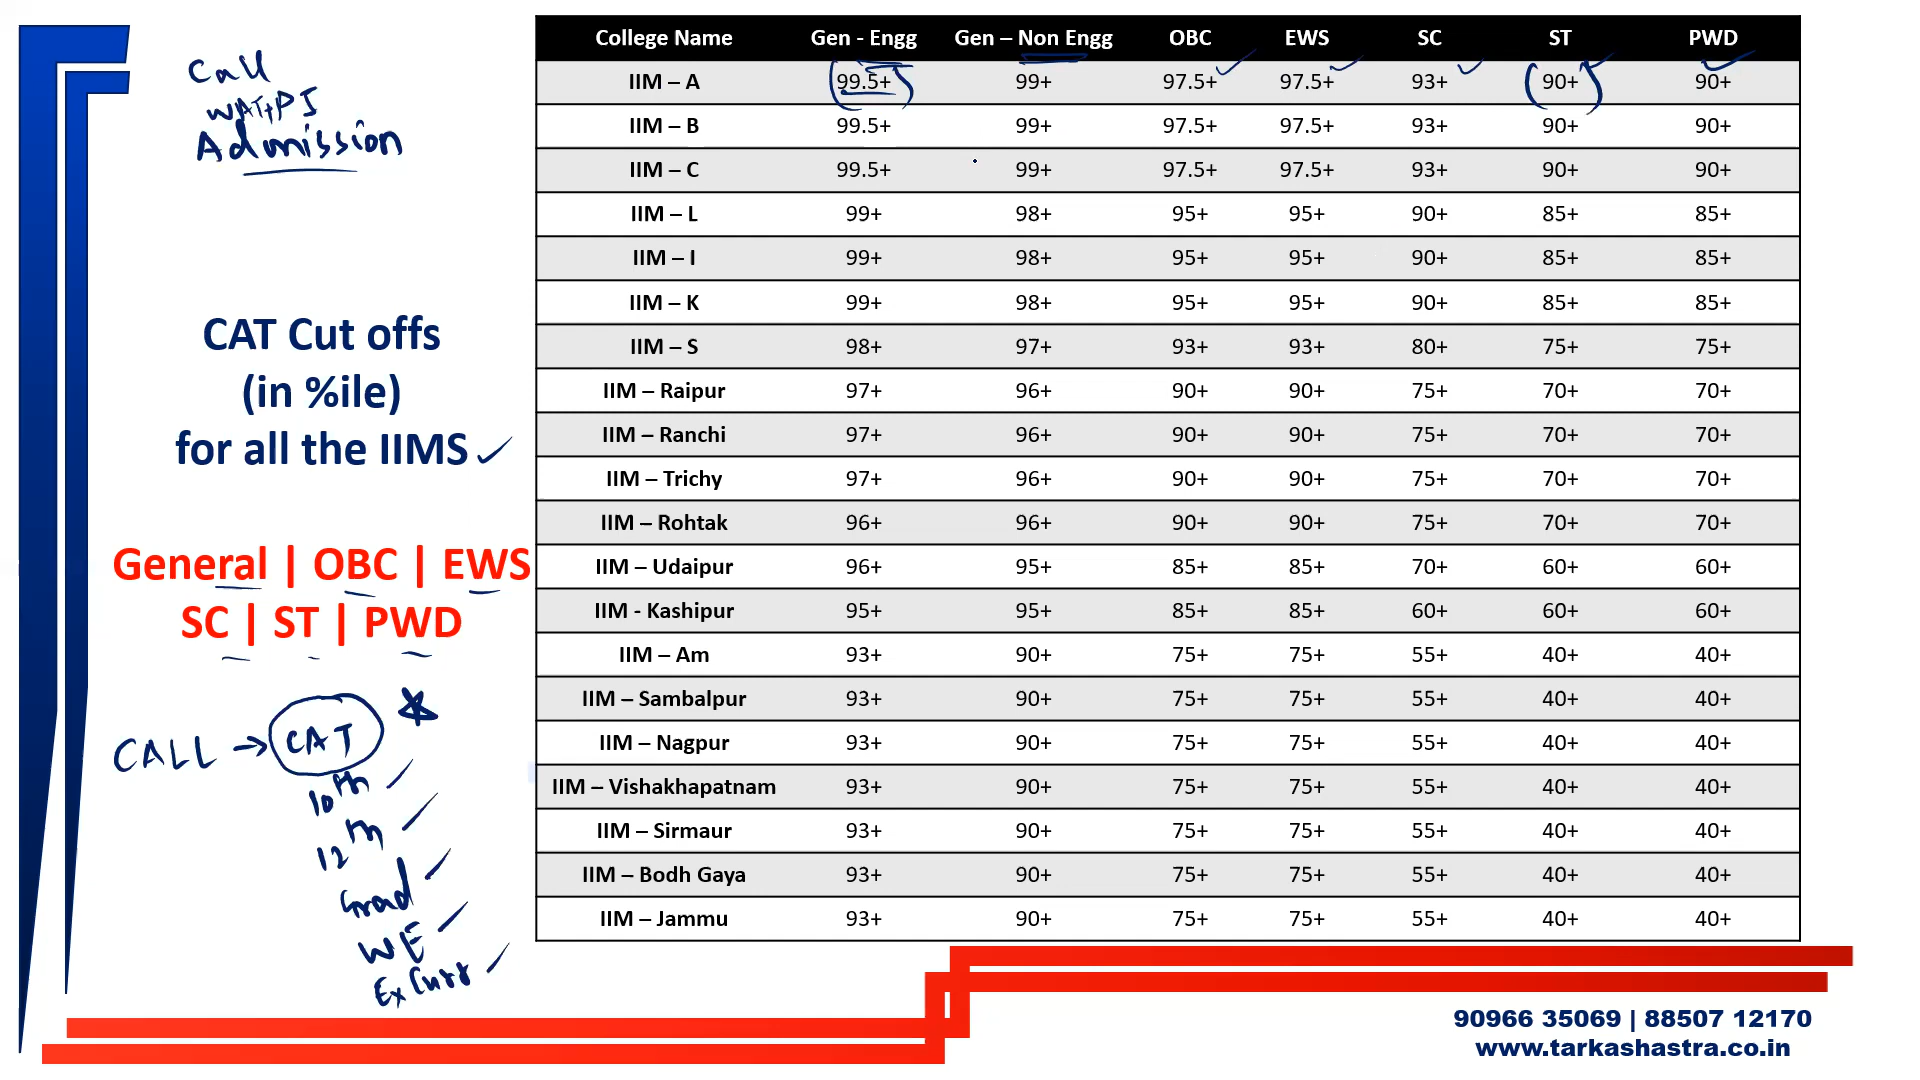 Call
WAT+PI
Admission
CAT Cut offs
(in %ile)
for all the IIMS
General | OBC | EWS
SC | ST | PWD
CALL → CAT
10th
12th
Grad
WE
Ex Curr
College Name Gen - Engg Gen – Non Engg OBC EWS SC ST PWD
IIM – A 99.5+ 99+ 97.5+ 97.5+ 93+ 90+ 90+
IIM – B 99.5+ 99+ 97.5+ 97.5+ 93+ 90+ 90+
IIM – C 99.5+ 99+ 97.5+ 97.5+ 93+ 90+ 90+
IIM – L 99+ 98+ 95+ 95+ 90+ 85+ 85+
IIM – I 99+ 98+ 95+ 95+ 90+ 85+ 85+
IIM – K 99+ 98+ 95+ 95+ 90+ 85+ 85+
IIM – S 98+ 97+ 93+ 93+ 80+ 75+ 75+
IIM – Raipur 97+ 96+ 90+ 90+ 75+ 70+ 70+
IIM – Ranchi 97+ 96+ 90+ 90+ 75+ 70+ 70+
IIM – Trichy 97+ 96+ 90+ 90+ 75+ 70+ 70+
IIM – Rohtak 96+ 96+ 90+ 90+ 75+ 70+ 70+
IIM – Udaipur 96+ 95+ 85+ 85+ 70+ 60+ 60+
IIM - Kashipur 95+ 95+ 85+ 85+ 60+ 60+ 60+
IIM – Am 93+ 90+ 75+ 75+ 55+ 40+ 40+
IIM – Sambalpur 93+ 90+ 75+ 75+ 55+ 40+ 40+
IIM – Nagpur 93+ 90+ 75+ 75+ 55+ 40+ 40+
IIM – Vishakhapatnam 93+ 90+ 75+ 75+ 55+ 40+ 40+
IIM – Sirmaur 93+ 90+ 75+ 75+ 55+ 40+ 40+
IIM – Bodh Gaya 93+ 90+ 75+ 75+ 55+ 40+ 40+
IIM – Jammu 93+ 90+ 75+ 75+ 55+ 40+ 40+
90966 35069 | 88507 12170
www.tarkashastra.co.in